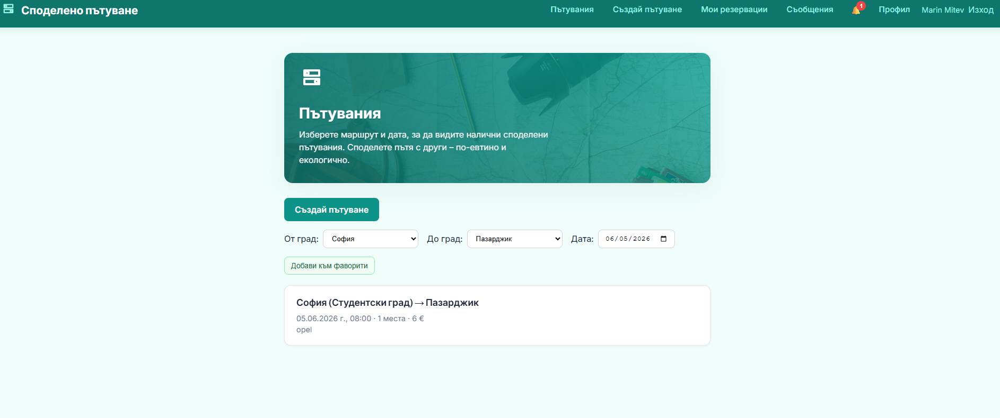 Споделено пътуване
Пътувания Създай пътуване Мои резервации Съобщения 1 Профил Marin Mitev Изход
Пътувания
Изберете маршрут и дата, за да видите налични споделени
пътувания. Споделете пътя с други – по-евтино и
екологично.
Създай пътуване
От град: София До град: Пазарджик Дата: 06/05/2026
Добави към фаворити
София (Студентски град) → Пазарджик
05.06.2026 г., 08:00 · 1 места · 6 €
opel